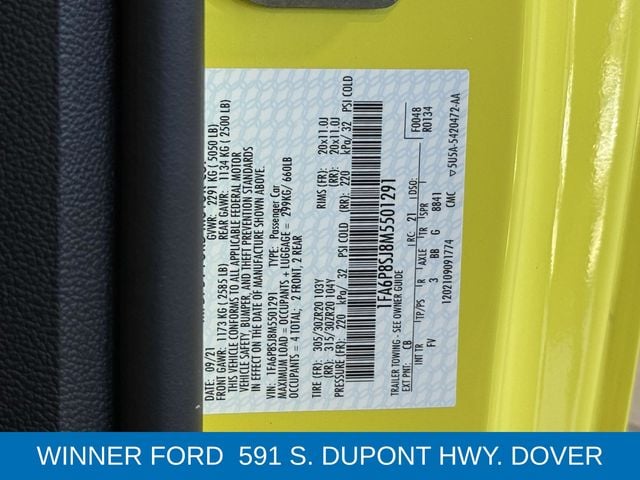 DATE: 09/21 GVWR: 2291 KG ( 5050 LB)
FRONT GAWR: 1173 KG ( 2585 LB) REAR GAWR: 1134 KG ( 2500 LB)
THIS VEHICLE CONFORMS TO ALL APPLICABLE FEDERAL MOTOR
VEHICLE SAFETY, BUMPER, AND THEFT PREVENTION STANDARDS
IN EFFECT ON THE DATE OF MANUFACTURE SHOWN ABOVE.
VIN: 1FA6P8SJ8M5501291 TYPE: Passenger Car
MAXIMUM LOAD = OCCUPANTS + LUGGAGE = 299KG/ 660LB
OCCUPANTS = 4 TOTAL; 2 FRONT, 2 REAR
TIRE (FR): 305/30ZR20 103Y RIMS (FR): 20x11.0J
(RR): 315/30ZR20 104Y (RR): 20x11.0J
PRESSURE (FR): 220 kPa/ 32 PSI COLD (RR): 220 kPa/ 32 PSI COLD
1FA6P8SJ8M5501291
F0048
R0134
TRAILER TOWING - SEE OWNER GUIDE
EXT PNT: CB RC: 21 DSO:
INT TR TP/PS R AXLE TR SPR
FV 3 BB G 8841
1202109091774 CMC ▽5U5A-5420472-AA
WINNER FORD 591 S. DUPONT HWY. DOVER